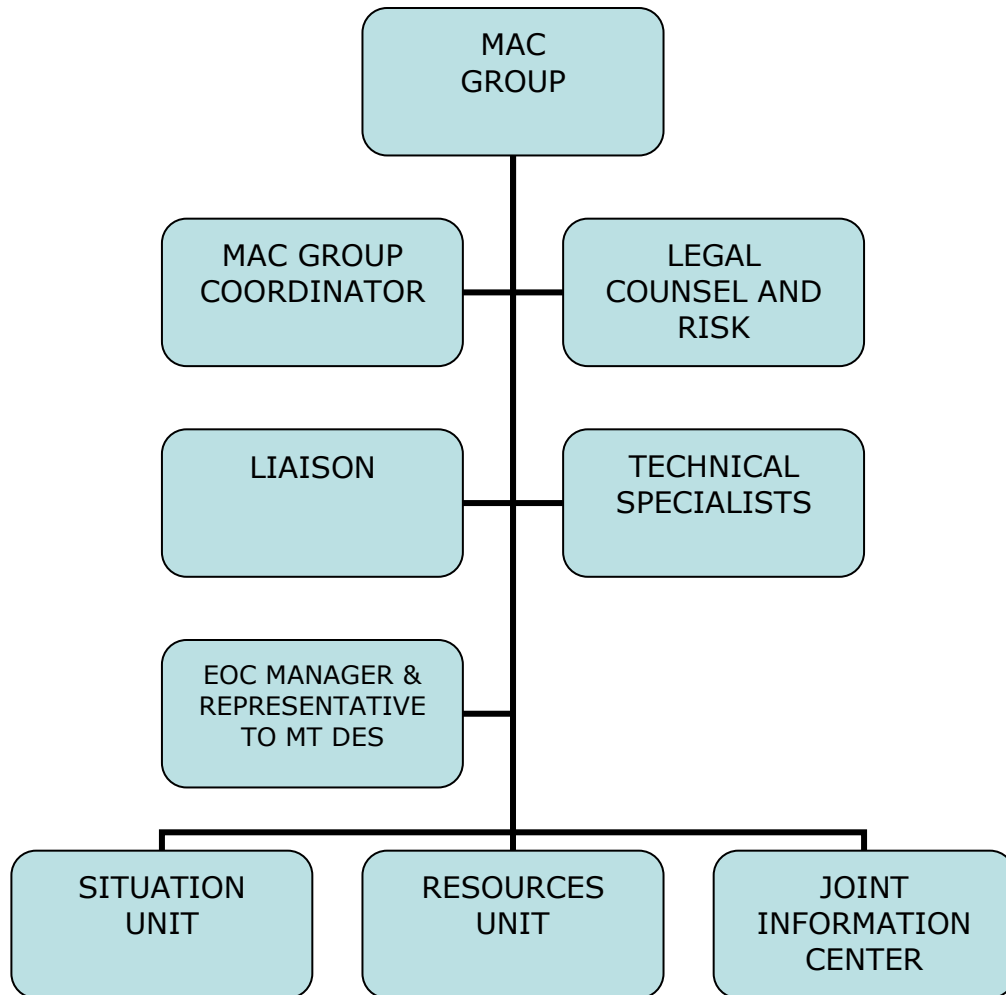 MAC
GROUP
MAC GROUP
COORDINATOR
LEGAL
COUNSEL AND
RISK
LIAISON
TECHNICAL
SPECIALISTS
EOC MANAGER &
REPRESENTATIVE
TO MT DES
SITUATION
UNIT
RESOURCES
UNIT
JOINT
INFORMATION
CENTER